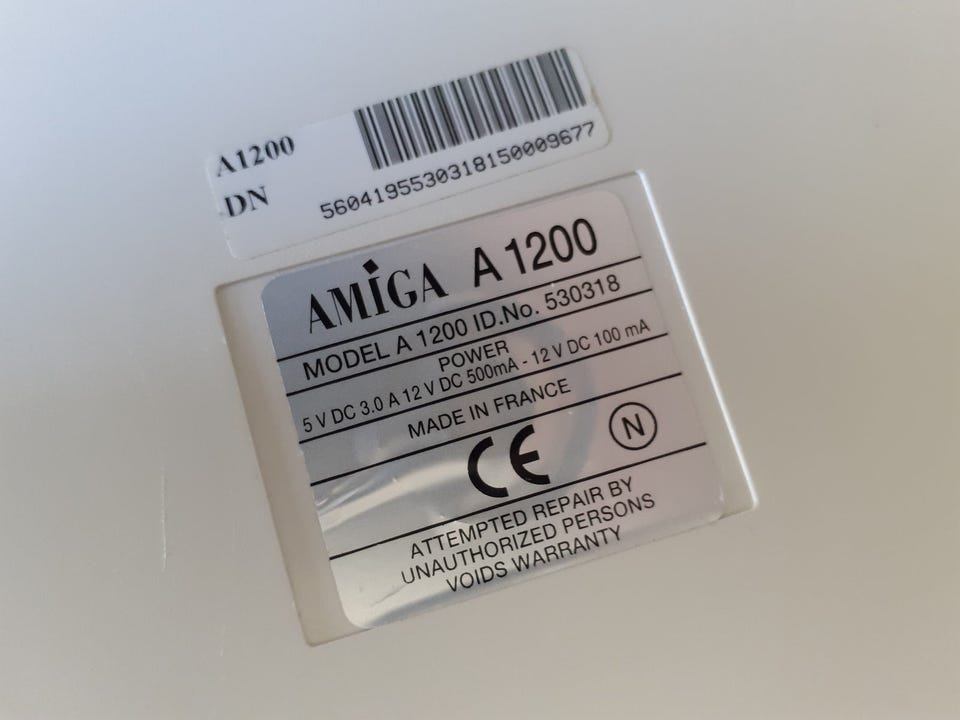 A1200
DN
5604195530318150009677
AMIGA A1200
MODEL A 1200 ID.No. 530318
POWER
5 V DC 3.0 A 12 V DC 500mA - 12 V DC 100 mA
MADE IN FRANCE
CE N
ATTEMPTED REPAIR BY
UNAUTHORIZED PERSONS
VOIDS WARRANTY